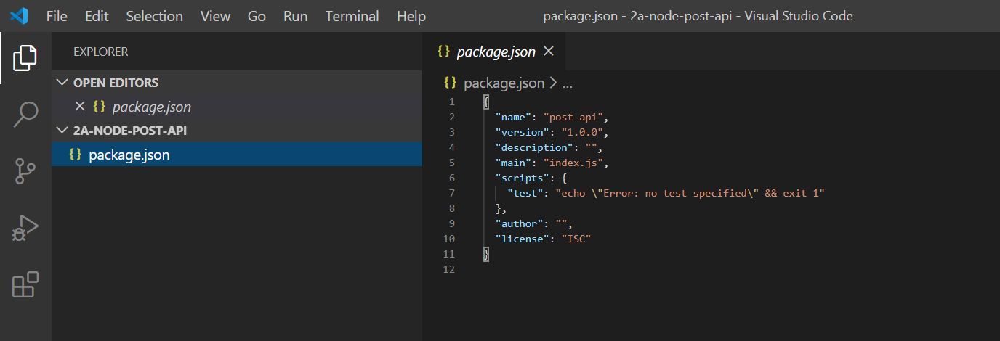 File Edit Selection View Go Run Terminal Help package.json - 2a-node-post-api - Visual Studio Code
EXPLORER
OPEN EDITORS
{} package.json
2A-NODE-POST-API
{} package.json
{} package.json
{} package.json > ...
1 {
2 "name": "post-api",
3 "version": "1.0.0",
4 "description": "",
5 "main": "index.js",
6 "scripts": {
7 "test": "echo \"Error: no test specified\" && exit 1"
8 },
9 "author": "",
10 "license": "ISC"
11 }
12